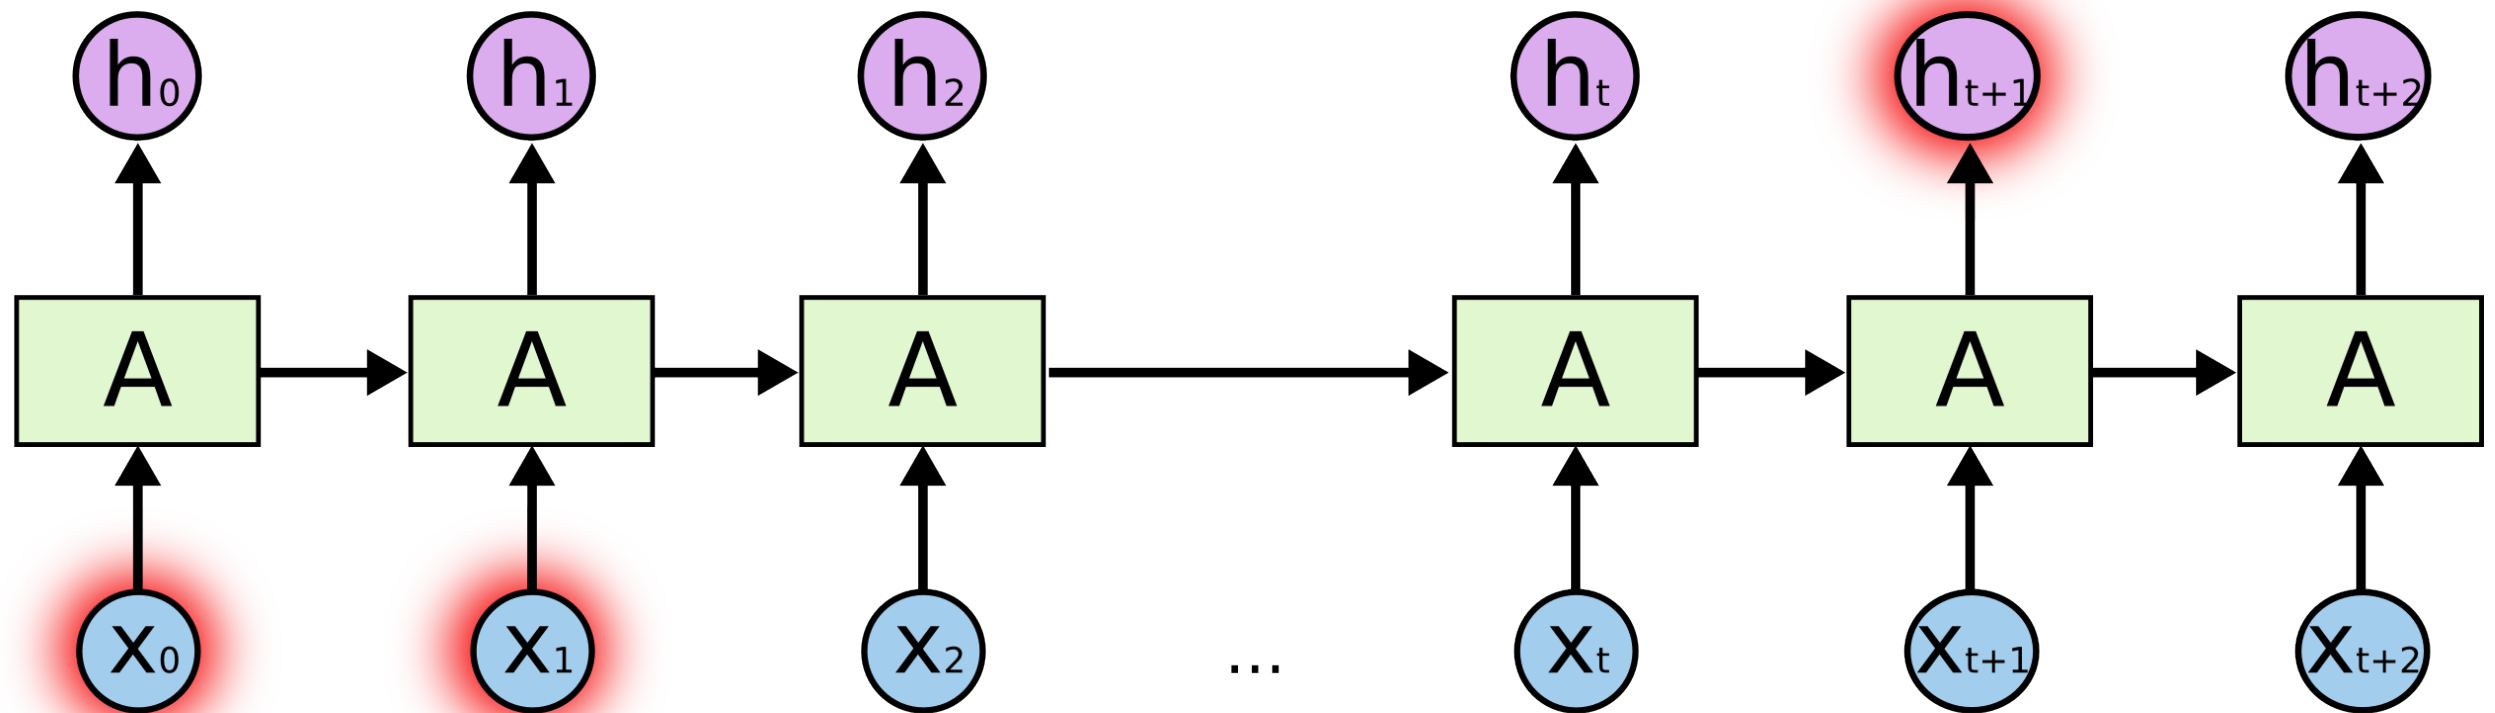 h₀ h₁ h₂ hₜ hₜ₊₁ hₜ₊₂
A A A A A A
x₀ x₁ x₂ ... xₜ xₜ₊₁ xₜ₊₂